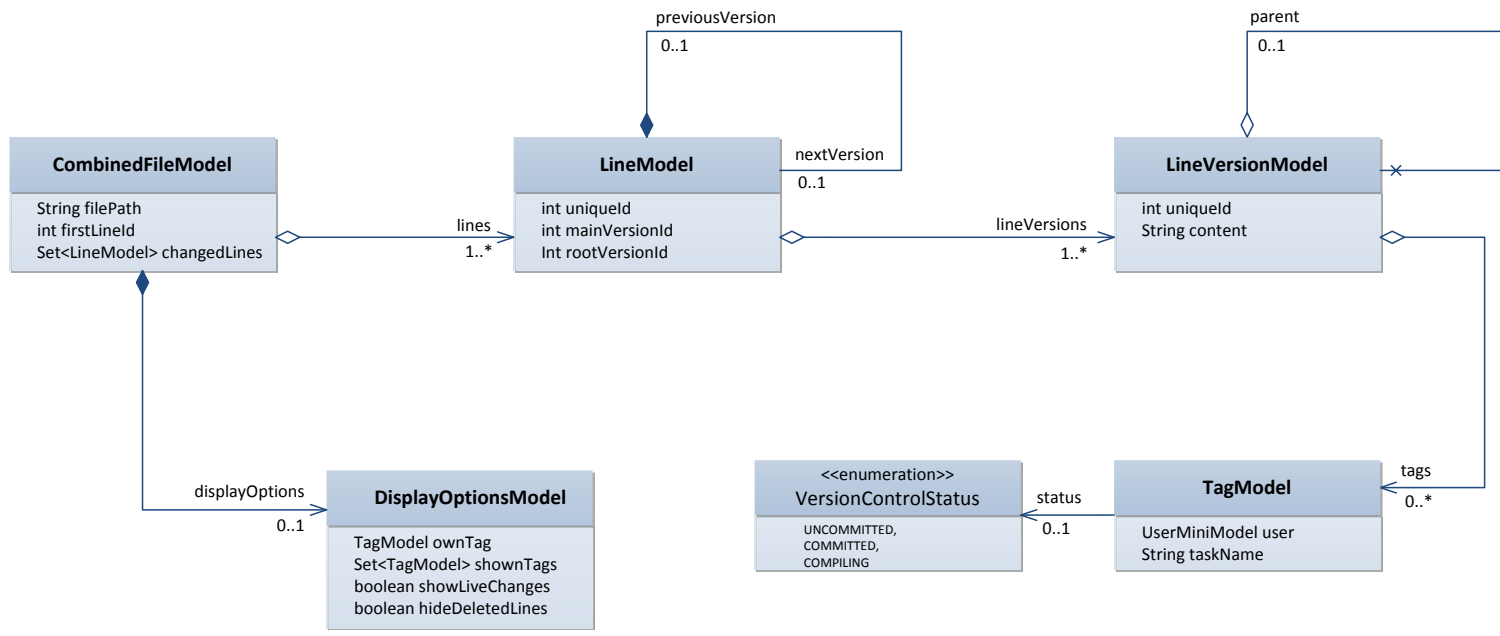 previousVersion
0..1
parent
0..1
CombinedFileModel
String filePath
int firstLineId
Set<LineModel> changedLines
lines
1..*
LineModel
int uniqueId
int mainVersionId
Int rootVersionId
nextVersion
0..1
lineVersions
1..*
LineVersionModel
int uniqueId
String content
displayOptions
0..1
DisplayOptionsModel
TagModel ownTag
Set<TagModel> shownTags
boolean showLiveChanges
boolean hideDeletedLines
<<enumeration>>
VersionControlStatus
UNCOMMITTED,
COMMITTED,
COMPILING
status
0..1
TagModel
UserMiniModel user
String taskName
tags
0..*